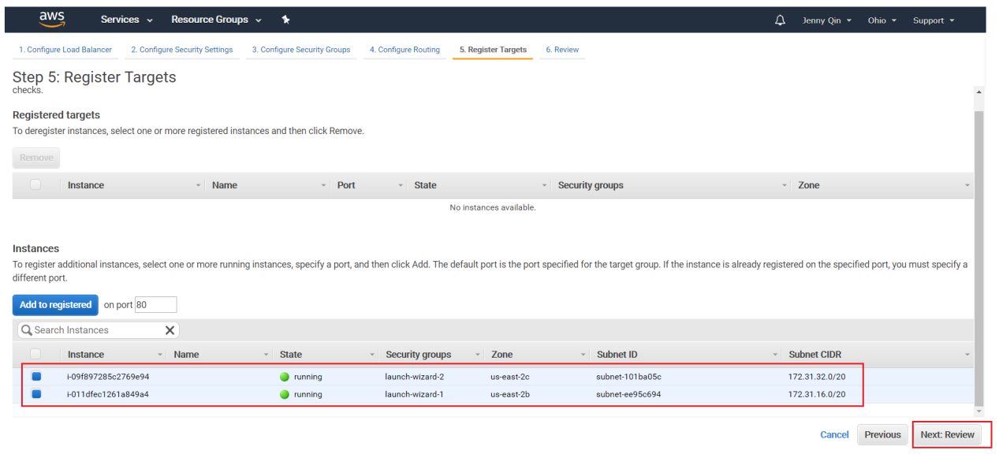 aws Services Resource Groups Jenny Qin Ohio Support
1. Configure Load Balancer 2. Configure Security Settings 3. Configure Security Groups 4. Configure Routing 5. Register Targets 6. Review
Step 5: Register Targets
checks.
Registered targets
To deregister instances, select one or more registered instances and then click Remove.
Remove
Instance Name Port State Security groups Zone
No instances available.
Instances
To register additional instances, select one or more running instances, specify a port, and then click Add. The default port is the port specified for the target group. If the instance is already registered on the specified port, you must specify a
different port.
Add to registered on port 80
Search Instances
Instance Name State Security groups Zone Subnet ID Subnet CIDR
i-09f897285c2769e94 running launch-wizard-2 us-east-2c subnet-101ba05c 172.31.32.0/20
i-011dfec1261a849a4 running launch-wizard-1 us-east-2b subnet-ee95c694 172.31.16.0/20
Cancel Previous Next: Review